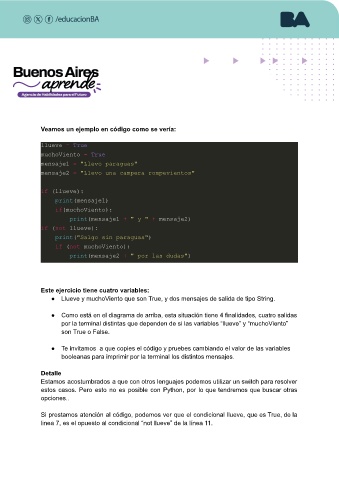 /educacionBA
BA
Buenos Aires
aprende
Agencia de Habilidades para el Futuro
Veamos un ejemplo en código como se vería:
llueve = True
muchoViento = True
mensaje1 = "Llevo paraguas"
mensaje2 = "llevo una campera rompevientos"
if (llueve):
print(mensaje1)
if(muchoViento):
print(mensaje1 + " y " + mensaje2)
if (not llueve):
print("Salgo sin paraguas")
if (not muchoViento):
print(mensaje2 + " por las dudas")
Este ejercicio tiene cuatro variables:
● Llueve y muchoViento que son True, y dos mensajes de salida de tipo String.
● Como está en el diagrama de arriba, esta situación tiene 4 finalidades, cuatro salidas
por la terminal distintas que dependen de si las variables "llueve" y "muchoViento"
son True o False.
● Te invitamos a que copies el código y pruebes cambiando el valor de las variables
booleanas para imprimir por la terminal los distintos mensajes.
Detalle
Estamos acostumbrados a que con otros lenguajes podemos utilizar un switch para resolver
estos casos. Pero esto no es posible con Python, por lo que tendremos que buscar otras
opciones..
Si prestamos atención al código, podemos ver que el condicional llueve, que es True, de la
línea 7, es el opuesto al condicional "not llueve" de la línea 11.